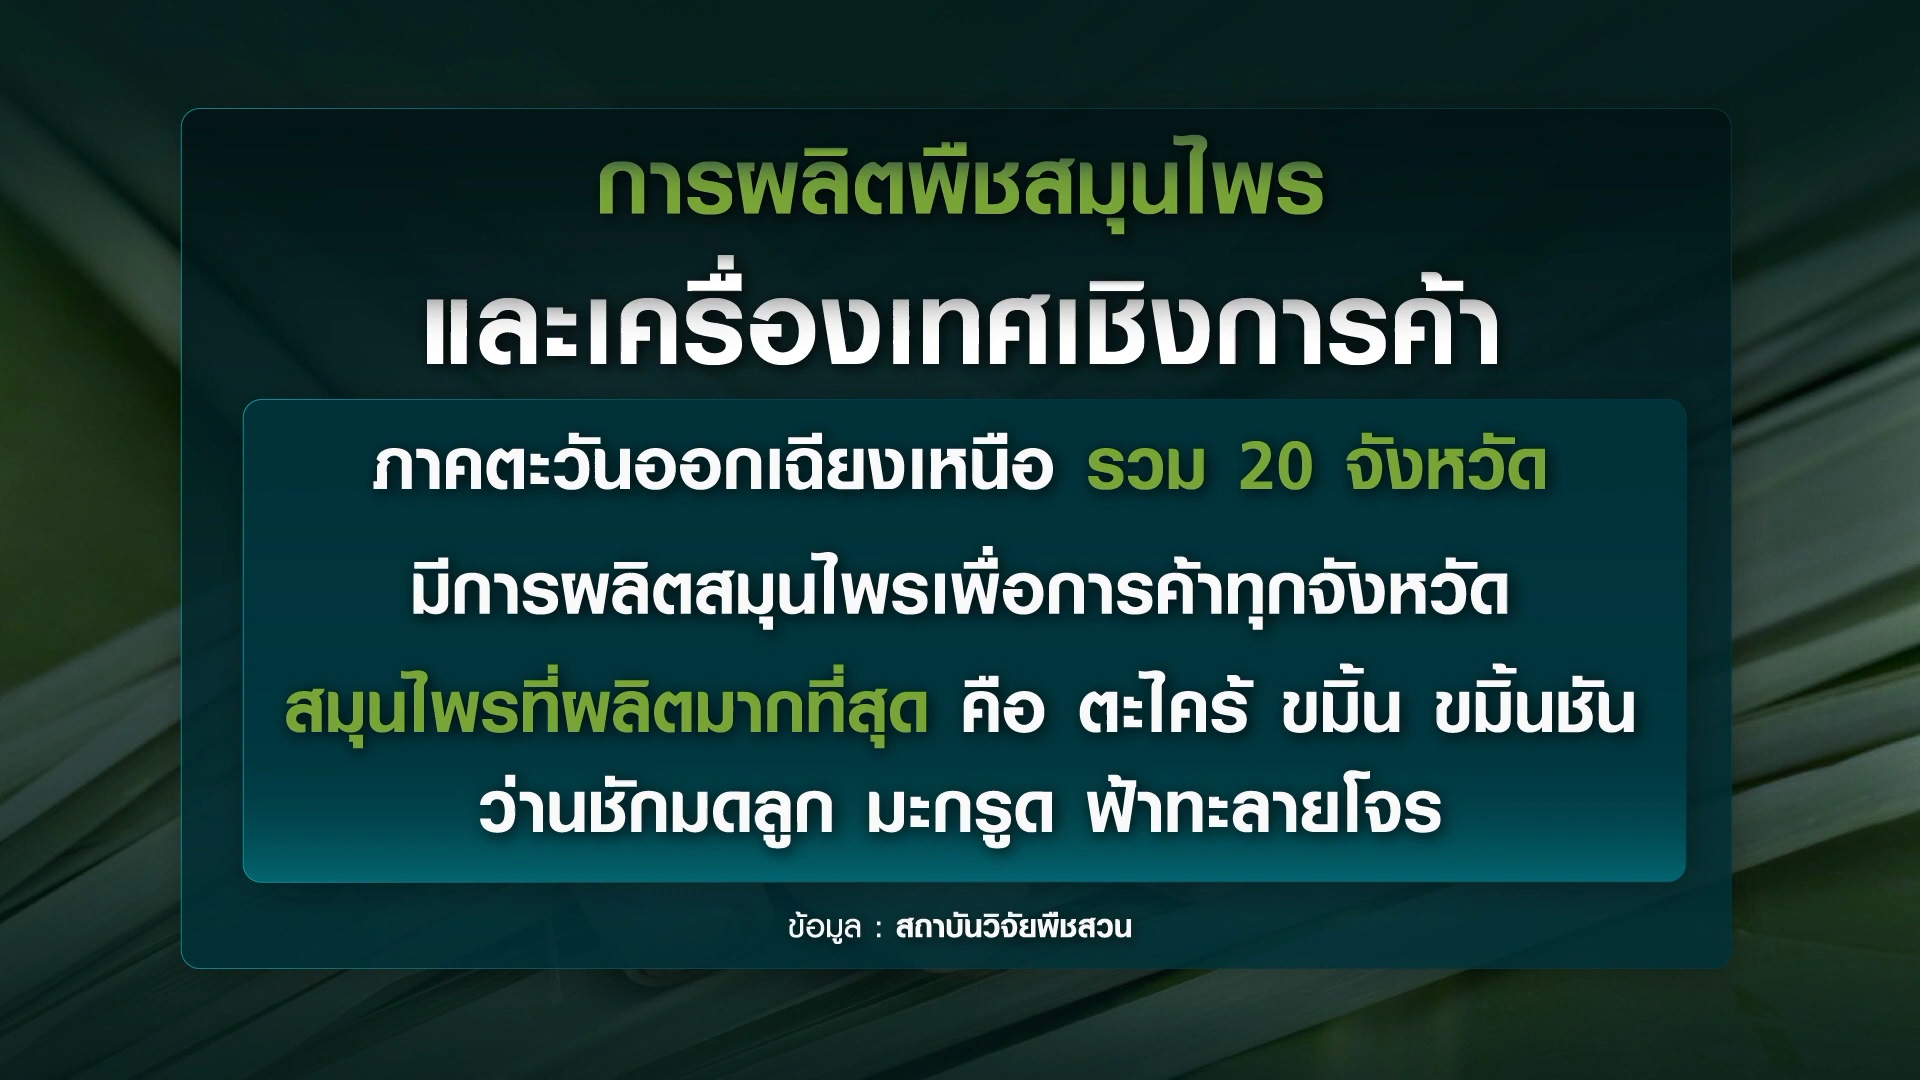 การผลิตพืชสมุนไพร
และเครื่องเทศเชิงการค้า
ภาคตะวันออกเฉียงเหนือ รวม 20 จังหวัด
มีการผลิตสมุนไพรเพื่อการค้าทุกจังหวัด
สมุนไพรที่ผลิตมากที่สุด คือ ตะไคร้ ขมิ้น ขมิ้นชัน
ว่านชักมดลูก มะกรูด ฟ้าทะลายโจร
ข้อมูล : สถาบันวิจัยพืชสวน